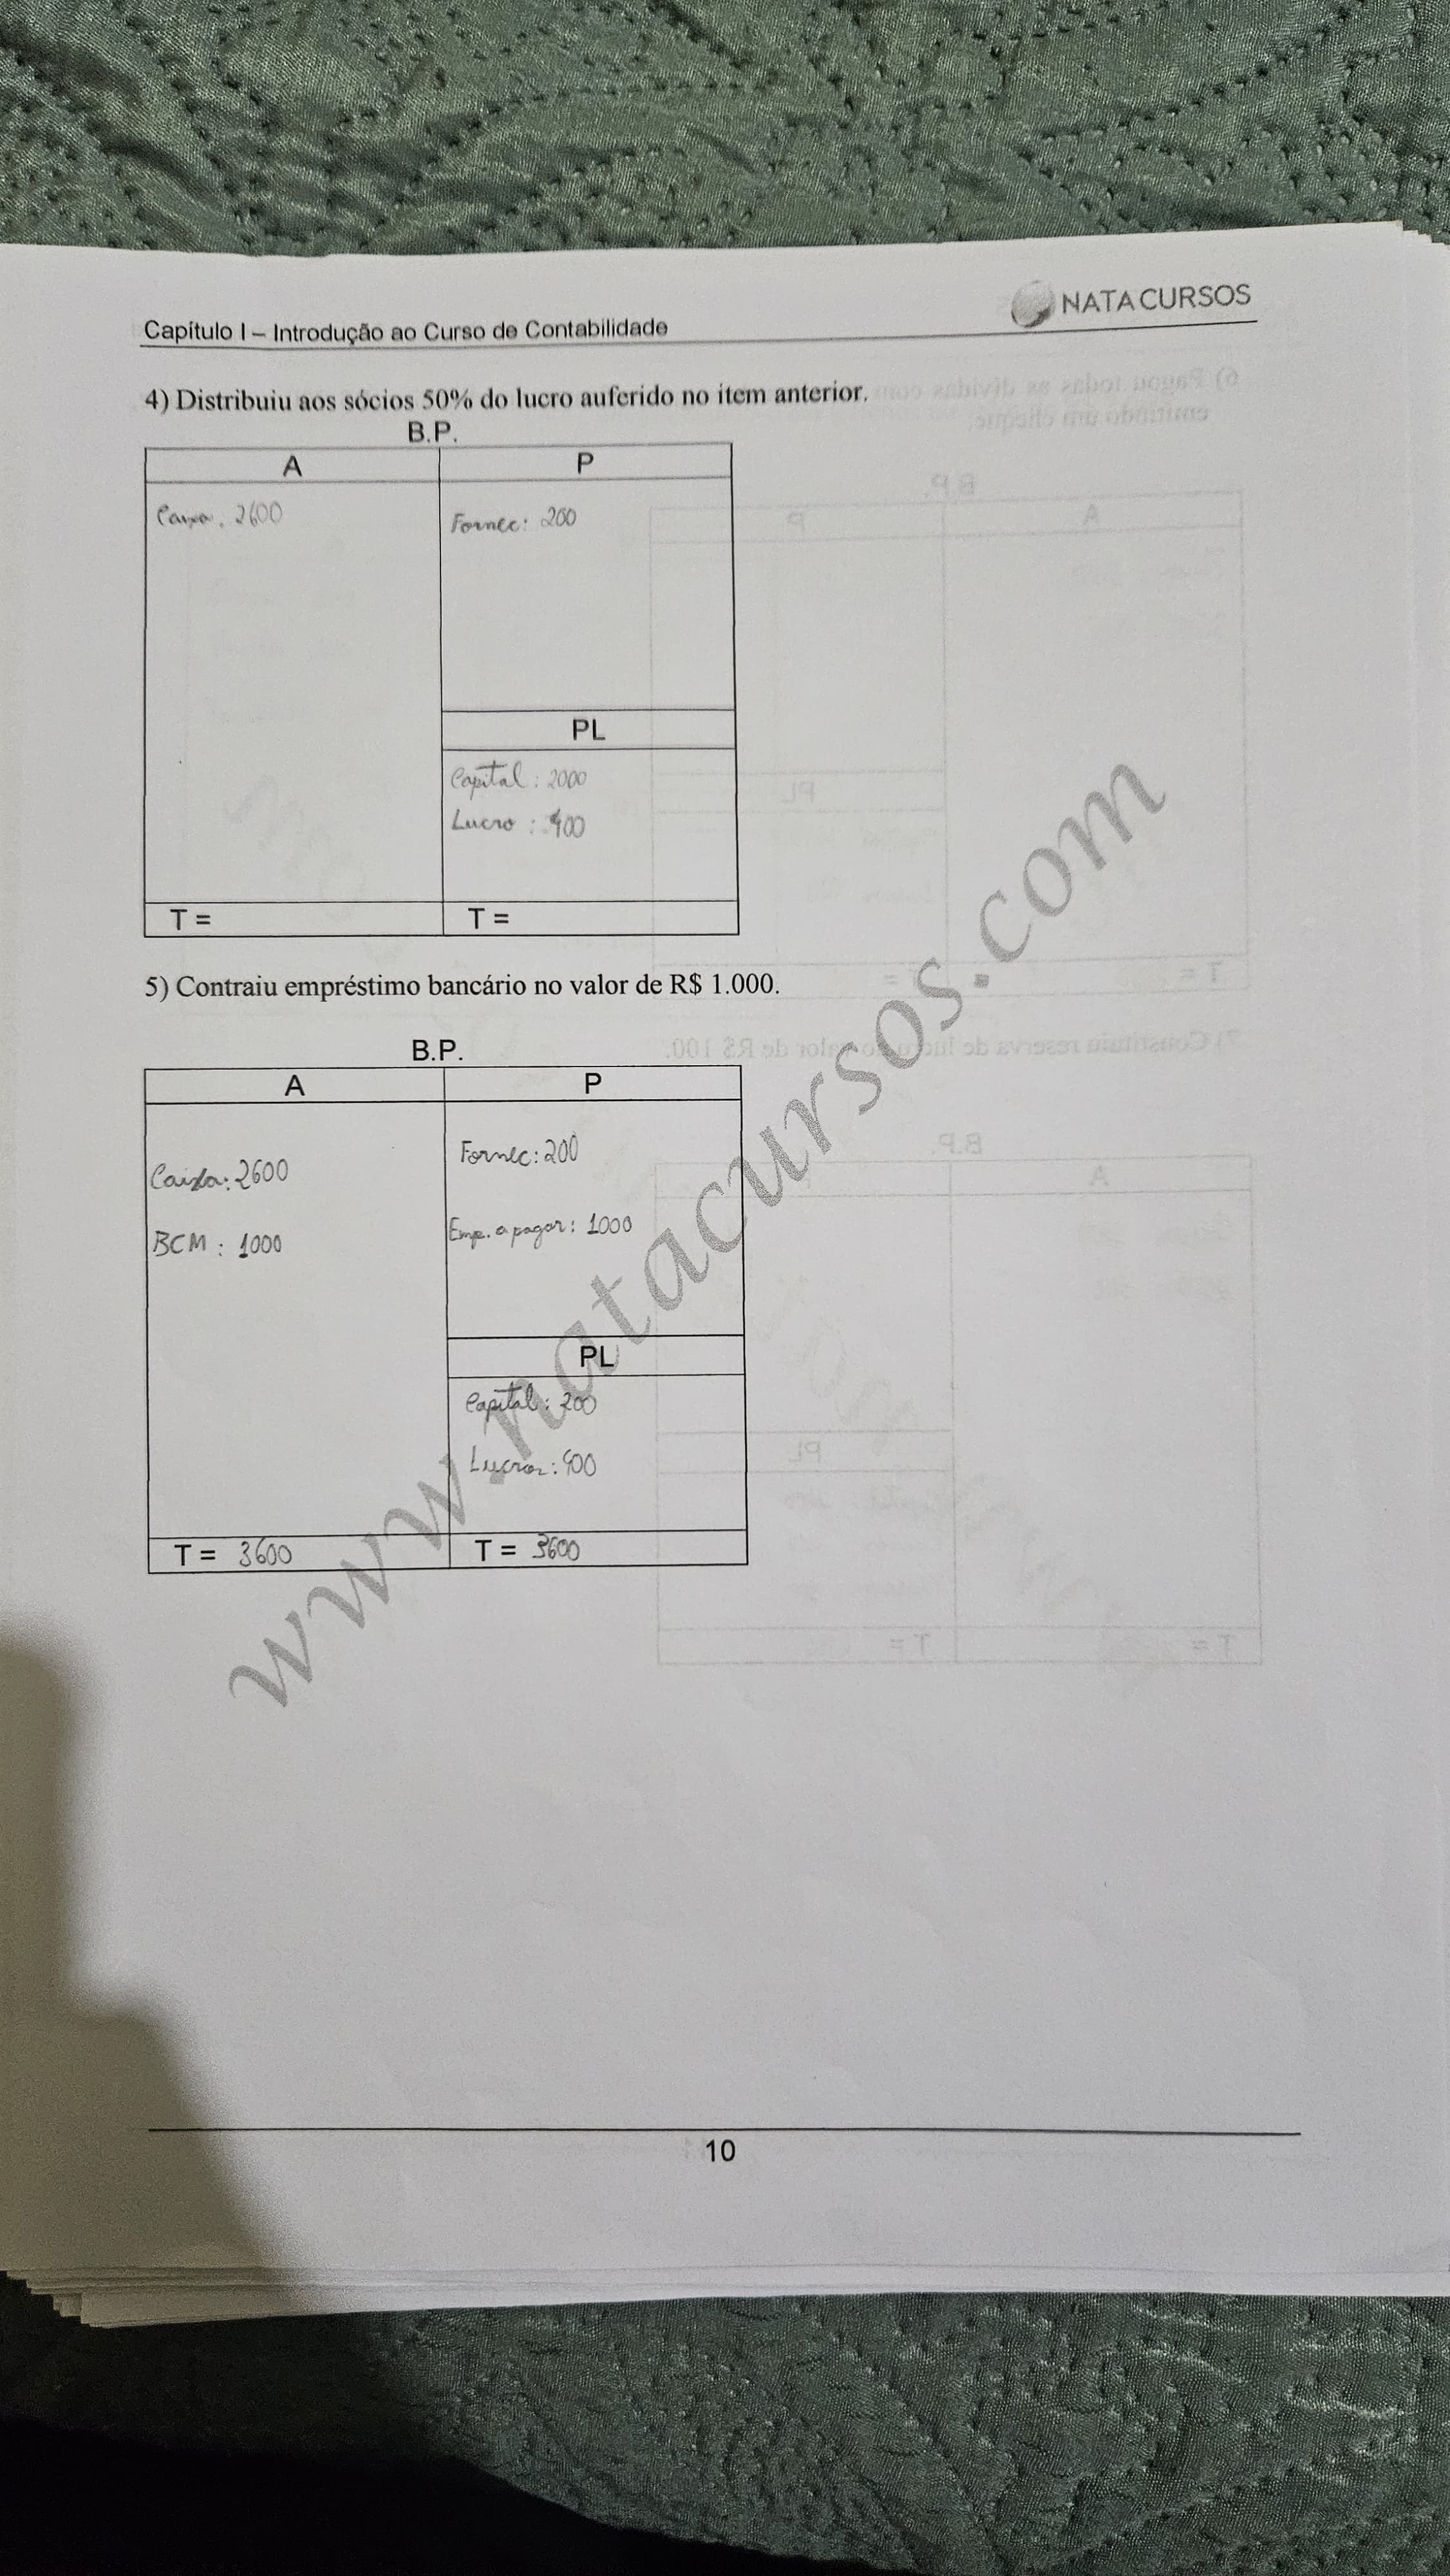 NATA CURSOS
Capítulo I – Introdução ao Curso de Contabilidade
4) Distribuiu aos sócios 50% do lucro auferido no item anterior.
B.P.
A P
Caixa: 2600 Fornec: 200
PL
Capital: 2000
Lucro: 400
T = T =
5) Contraiu empréstimo bancário no valor de R$ 1.000.
B.P.
A P
Fornec: 200
Caixa: 2600
Emp. a pagar: 1000
BCM: 1000
PL
Capital: 200
Lucros: 400
T = 3600 T = 3600
www.natacursos.com
10